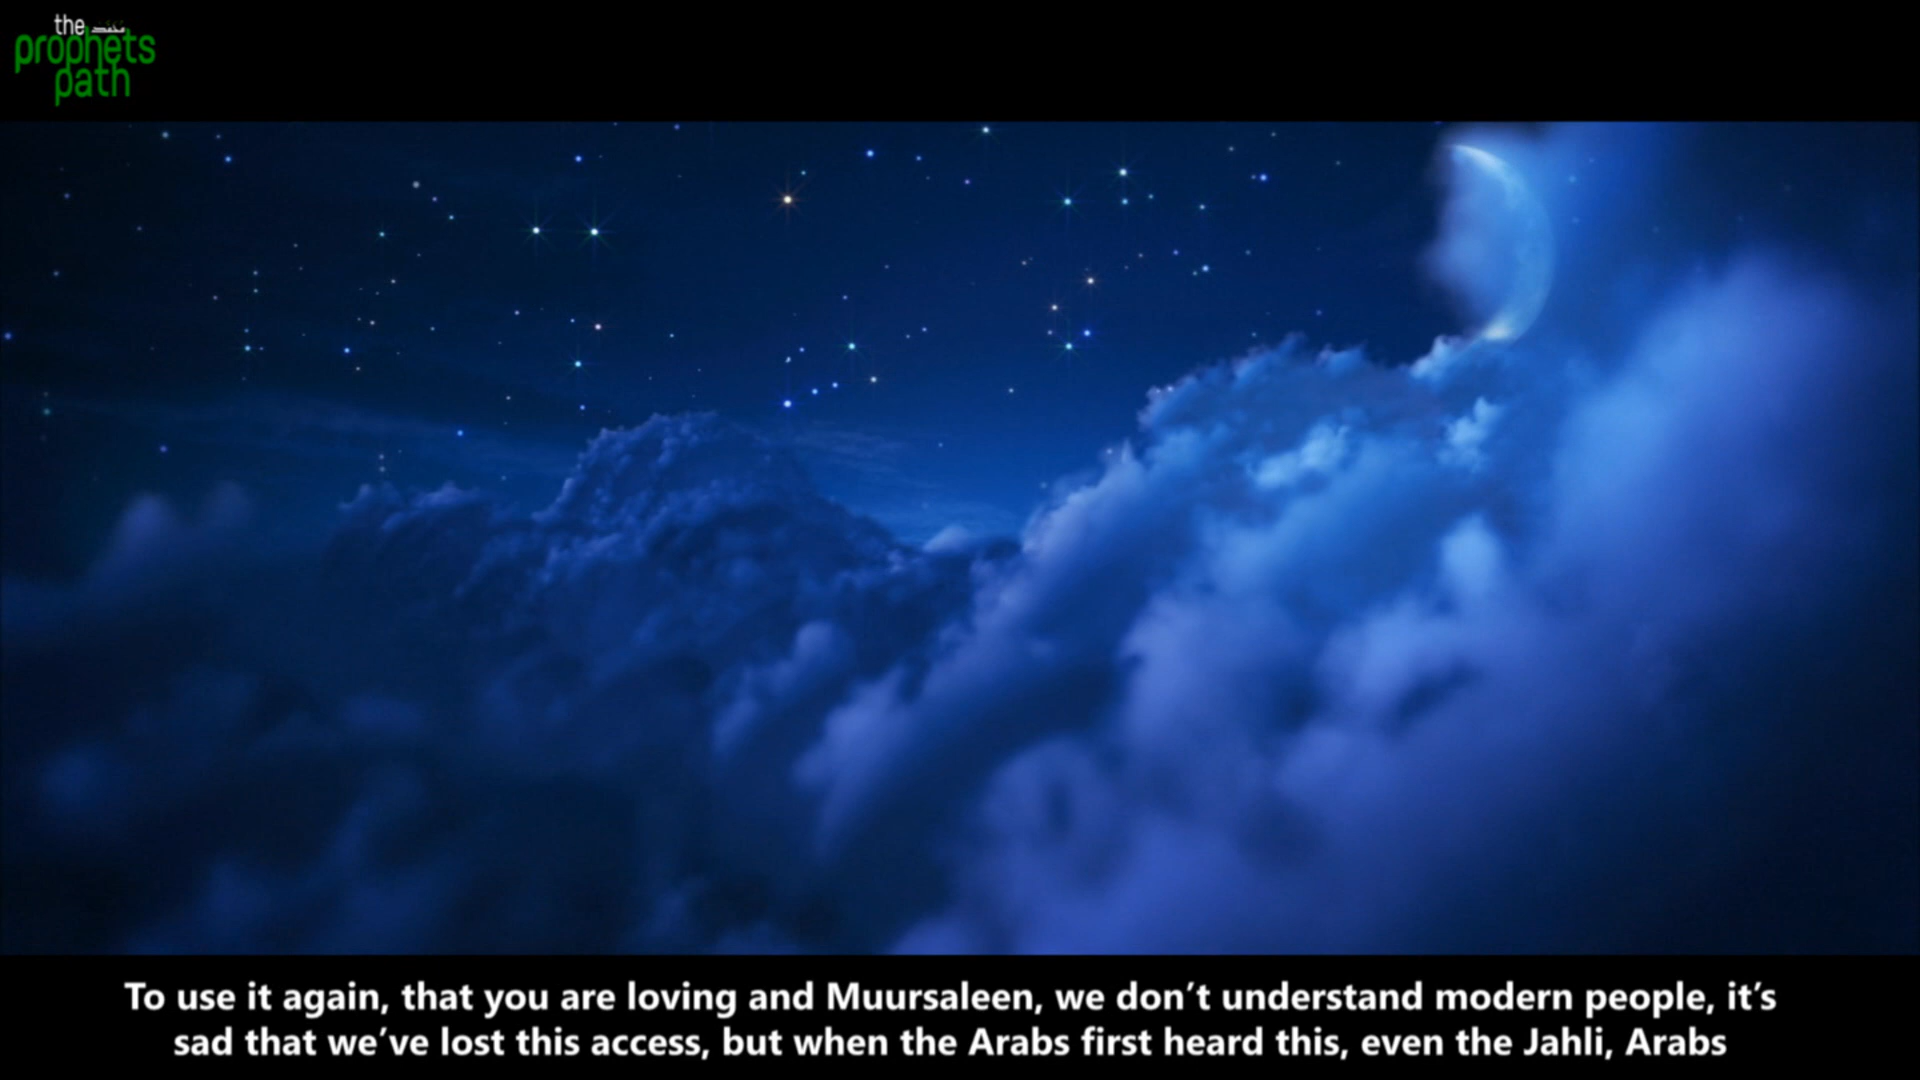 the
prophets
path
To use it again, that you are loving and Muursaleen, we don’t understand modern people, it’s
sad that we’ve lost this access, but when the Arabs first heard this, even the Jahli, Arabs